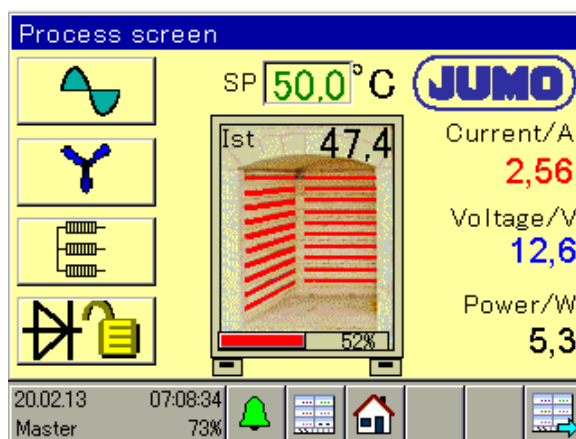 Process screen
SP 50,0 °C
JUMO
Ist 47,4
Current/A
2,56
Voltage/V
12,6
Power/W
5,3
52%
20.02.13 07:08:34
Master 73%